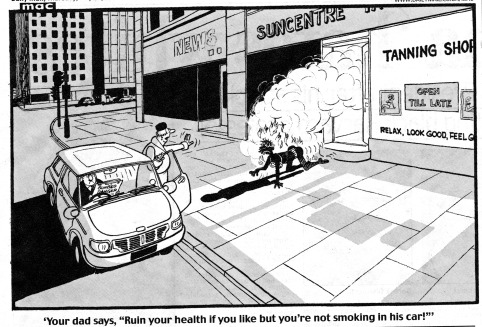 mac
NEWS
SUNCENTRE
TANNING SHOP
OPEN
TILL LATE
RELAX, LOOK GOOD, FEEL G
'Your dad says, "Ruin your health if you like but you're not smoking in his car!"'